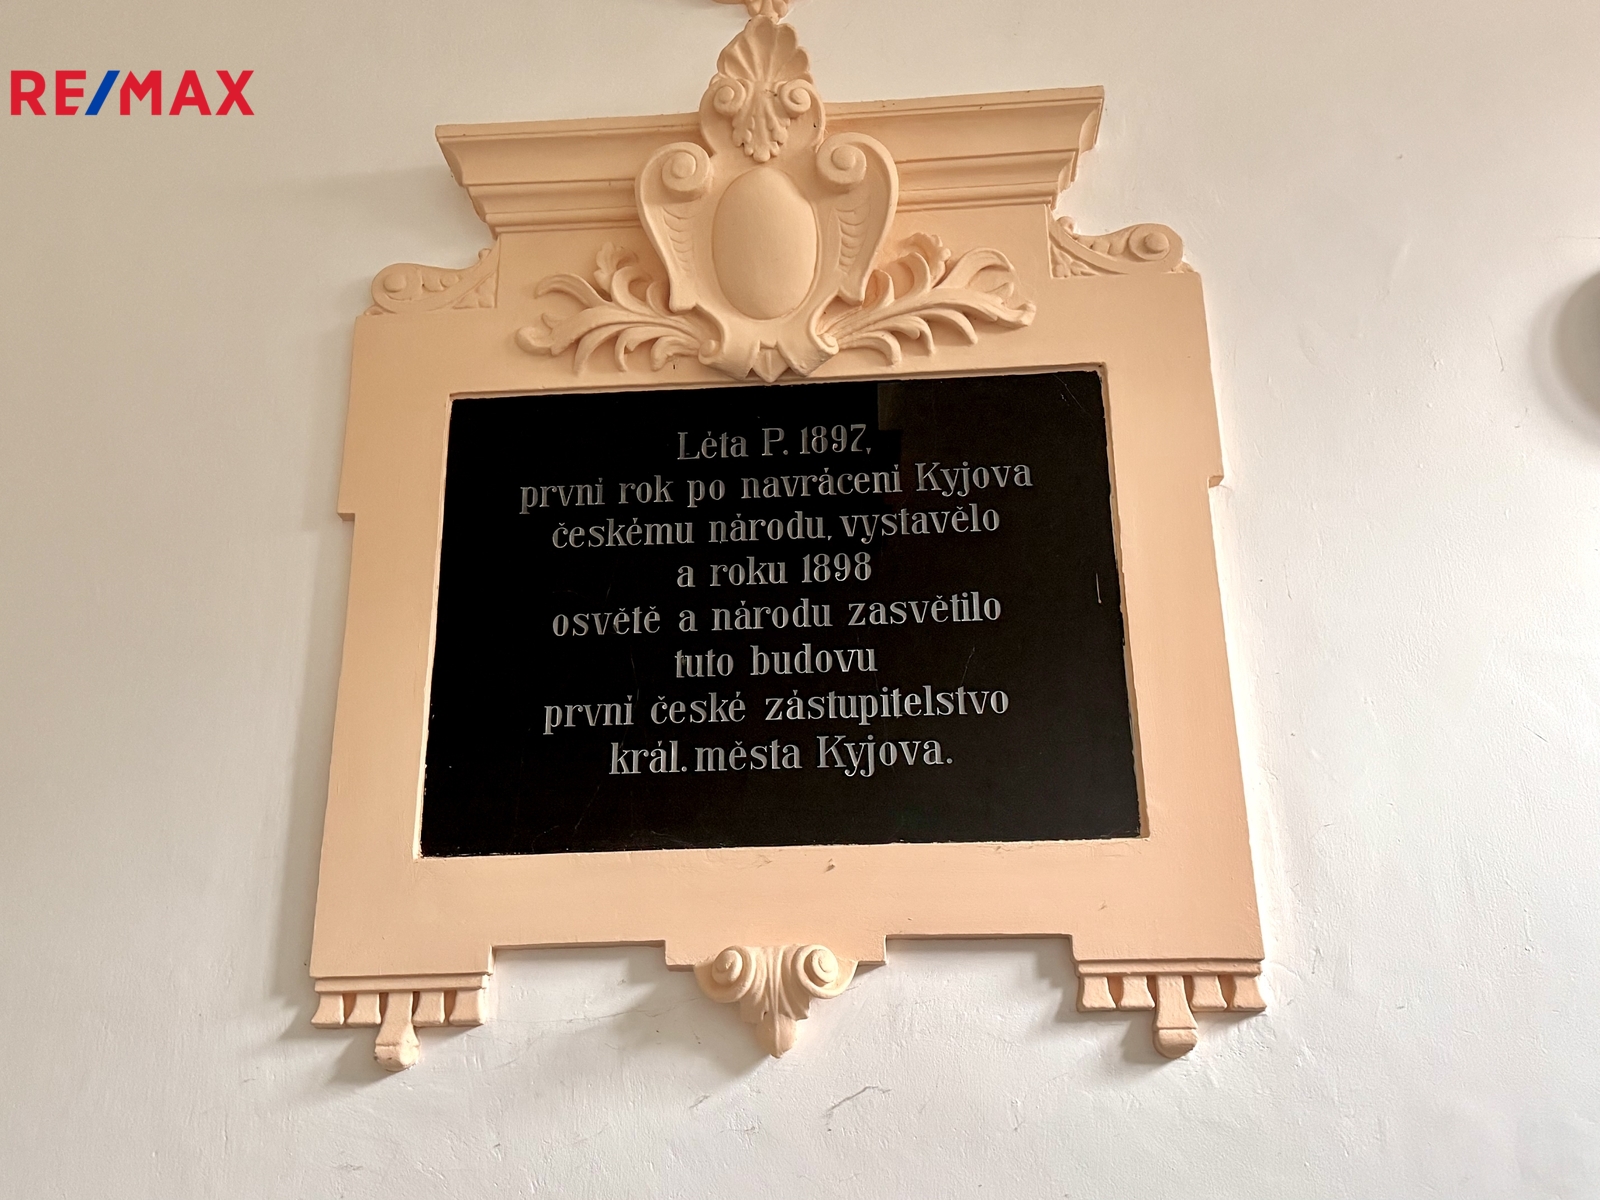 RE/MAX
Léta P. 1897,
první rok po navrácení Kyjova
českému národu, vystavělo
a roku 1898
osvětě a národu zasvětilo
tuto budovu
první české zástupitelstvo
král. města Kyjova.